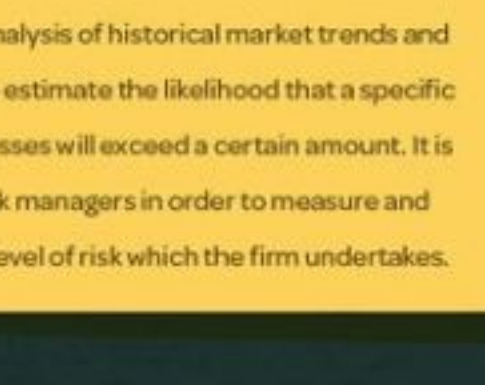 nalysis of historical market trends and
estimate the likelihood that a specific
sses will exceed a certain amount. It is
k managers in order to measure and
evel of risk which the firm undertakes.